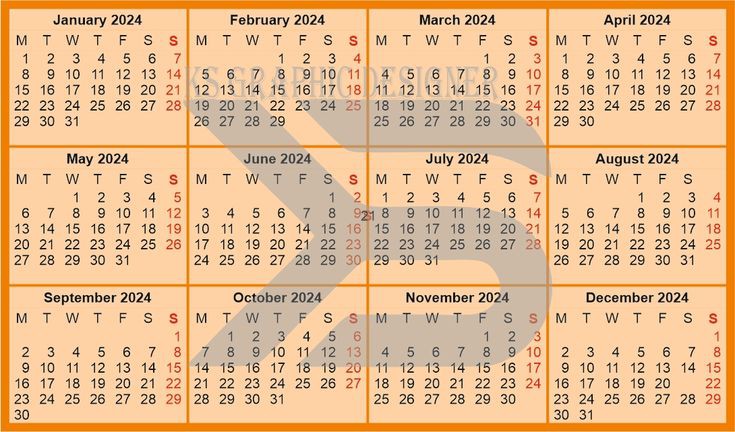 January 2024
M T W T F S S
1 2 3 4 5 6 7
8 9 10 11 12 13 14
15 16 17 18 19 20 21
22 23 24 25 26 27 28
29 30 31
February 2024
M T W T F S S
1 2 3 4
5 6 7 8 9 10 11
12 13 14 15 16 17 18
19 20 21 22 23 24 25
26 27 28 29
March 2024
M T W T F S S
1 2 3
4 5 6 7 8 9 10
11 12 13 14 15 16 17
18 19 20 21 22 23 24
25 26 27 28 29 30 31
April 2024
M T W T F S S
1 2 3 4 5 6 7
8 9 10 11 12 13 14
15 16 17 18 19 20 21
22 23 24 25 26 27 28
29 30
KS GRAPHIC DESIGNER
May 2024
M T W T F S S
1 2 3 4 5
6 7 8 9 10 11 12
13 14 15 16 17 18 19
20 21 22 23 24 25 26
27 28 29 30 31
June 2024
M T W T F S S
1 2
3 4 5 6 7 8 9
10 11 12 13 14 15 16
17 18 19 20 21 22 23
24 25 26 27 28 29 30
21
July 2024
M T W T F S S
1 2 3 4 5 6 7
8 9 10 11 12 13 14
15 16 17 18 19 20 21
22 23 24 25 26 27 28
29 30 31
August 2024
M T W T F S S
1 2 3 4
5 6 7 8 9 10 11
12 13 14 15 16 17 18
19 20 21 22 23 24 25
26 27 28 29 30 31
September 2024
M T W T F S S
1
2 3 4 5 6 7 8
9 10 11 12 13 14 15
16 17 18 19 20 21 22
23 24 25 26 27 28 29
30
October 2024
M T W T F S S
1 2 3 4 5 6
7 8 9 10 11 12 13
14 15 16 17 18 19 20
21 22 23 24 25 26 27
28 29 30 31
November 2024
M T W T F S S
1 2 3
4 5 6 7 8 9 10
11 12 13 14 15 16 17
18 19 20 21 22 23 24
25 26 27 28 29 30
December 2024
M T W T F S S
1
2 3 4 5 6 7 8
9 10 11 12 13 14 15
16 17 18 19 20 22
23 24 25 26 27 28 29
30 31